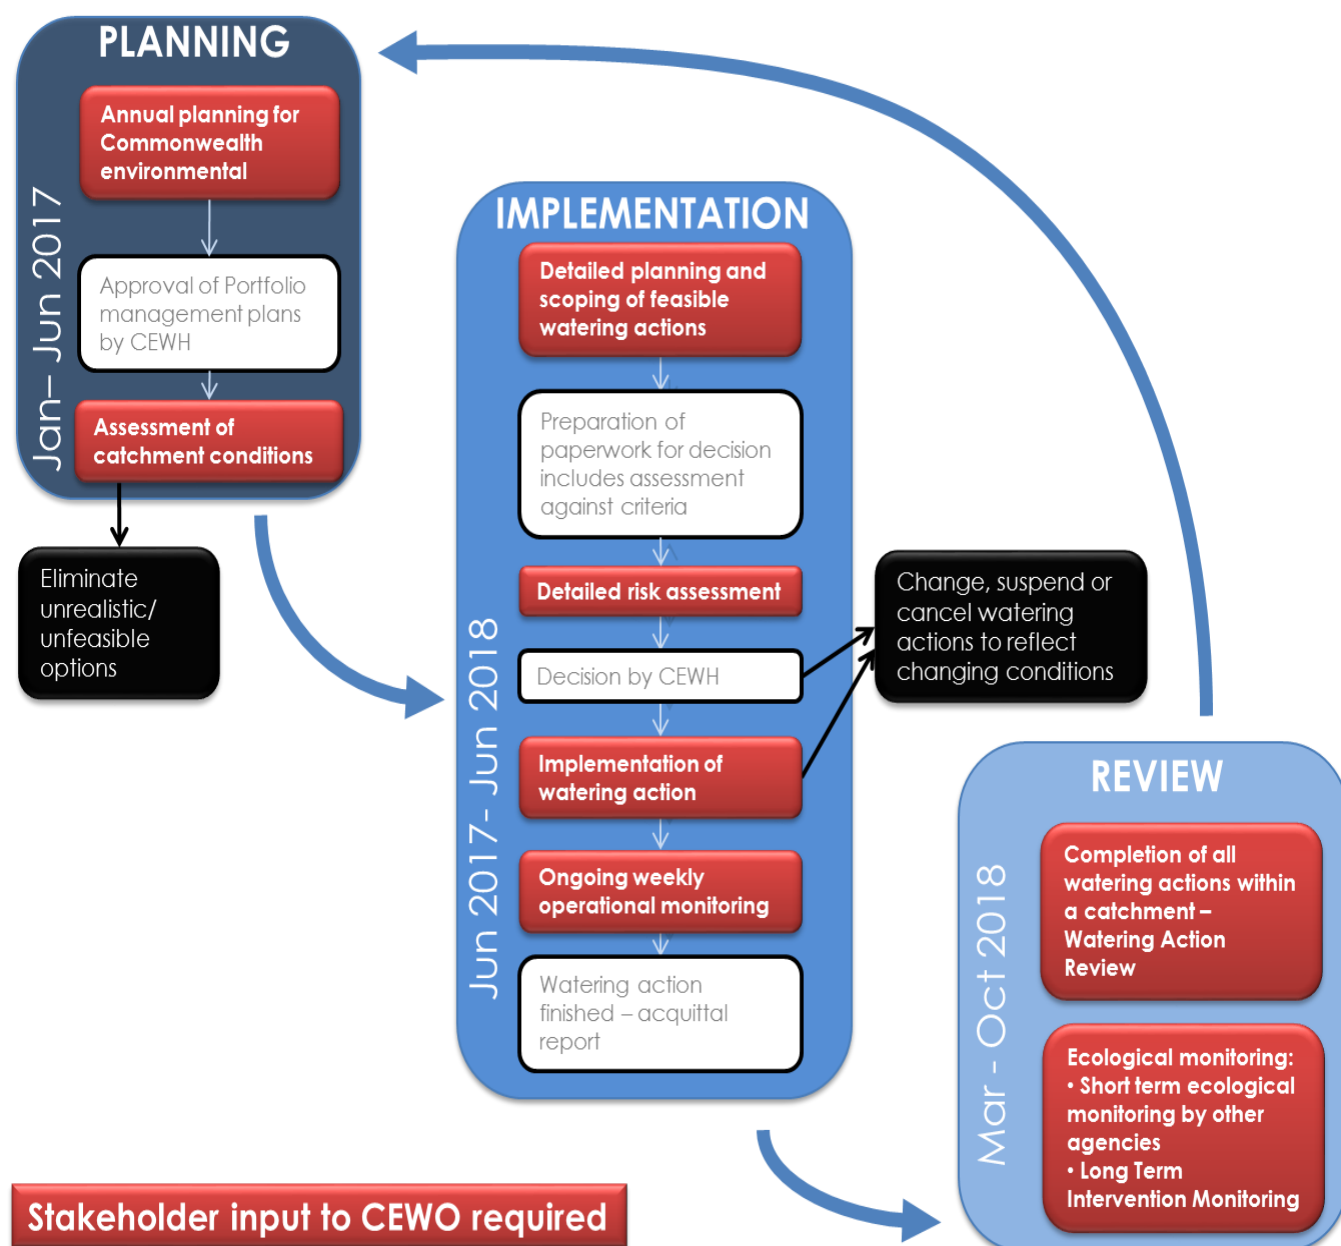 PLANNING
Jan– Jun 2017
Annual planning for
Commonwealth
environmental
Approval of Portfolio
management plans
by CEWH
Assessment of
catchment conditions
Eliminate
unrealistic/
unfeasible
options
IMPLEMENTATION
Jun 2017- Jun 2018
Detailed planning and
scoping of feasible
watering actions
Preparation of
paperwork for decision
includes assessment
against criteria
Detailed risk assessment
Decision by CEWH
Implementation of
watering action
Ongoing weekly
operational monitoring
Watering action
finished – acquittal
report
Change, suspend or
cancel watering
actions to reflect
changing conditions
REVIEW
Mar - Oct 2018
Completion of all
watering actions within
a catchment –
Watering Action
Review
Ecological monitoring:
• Short term ecological
monitoring by other
agencies
• Long Term
Intervention Monitoring
Stakeholder input to CEWO required